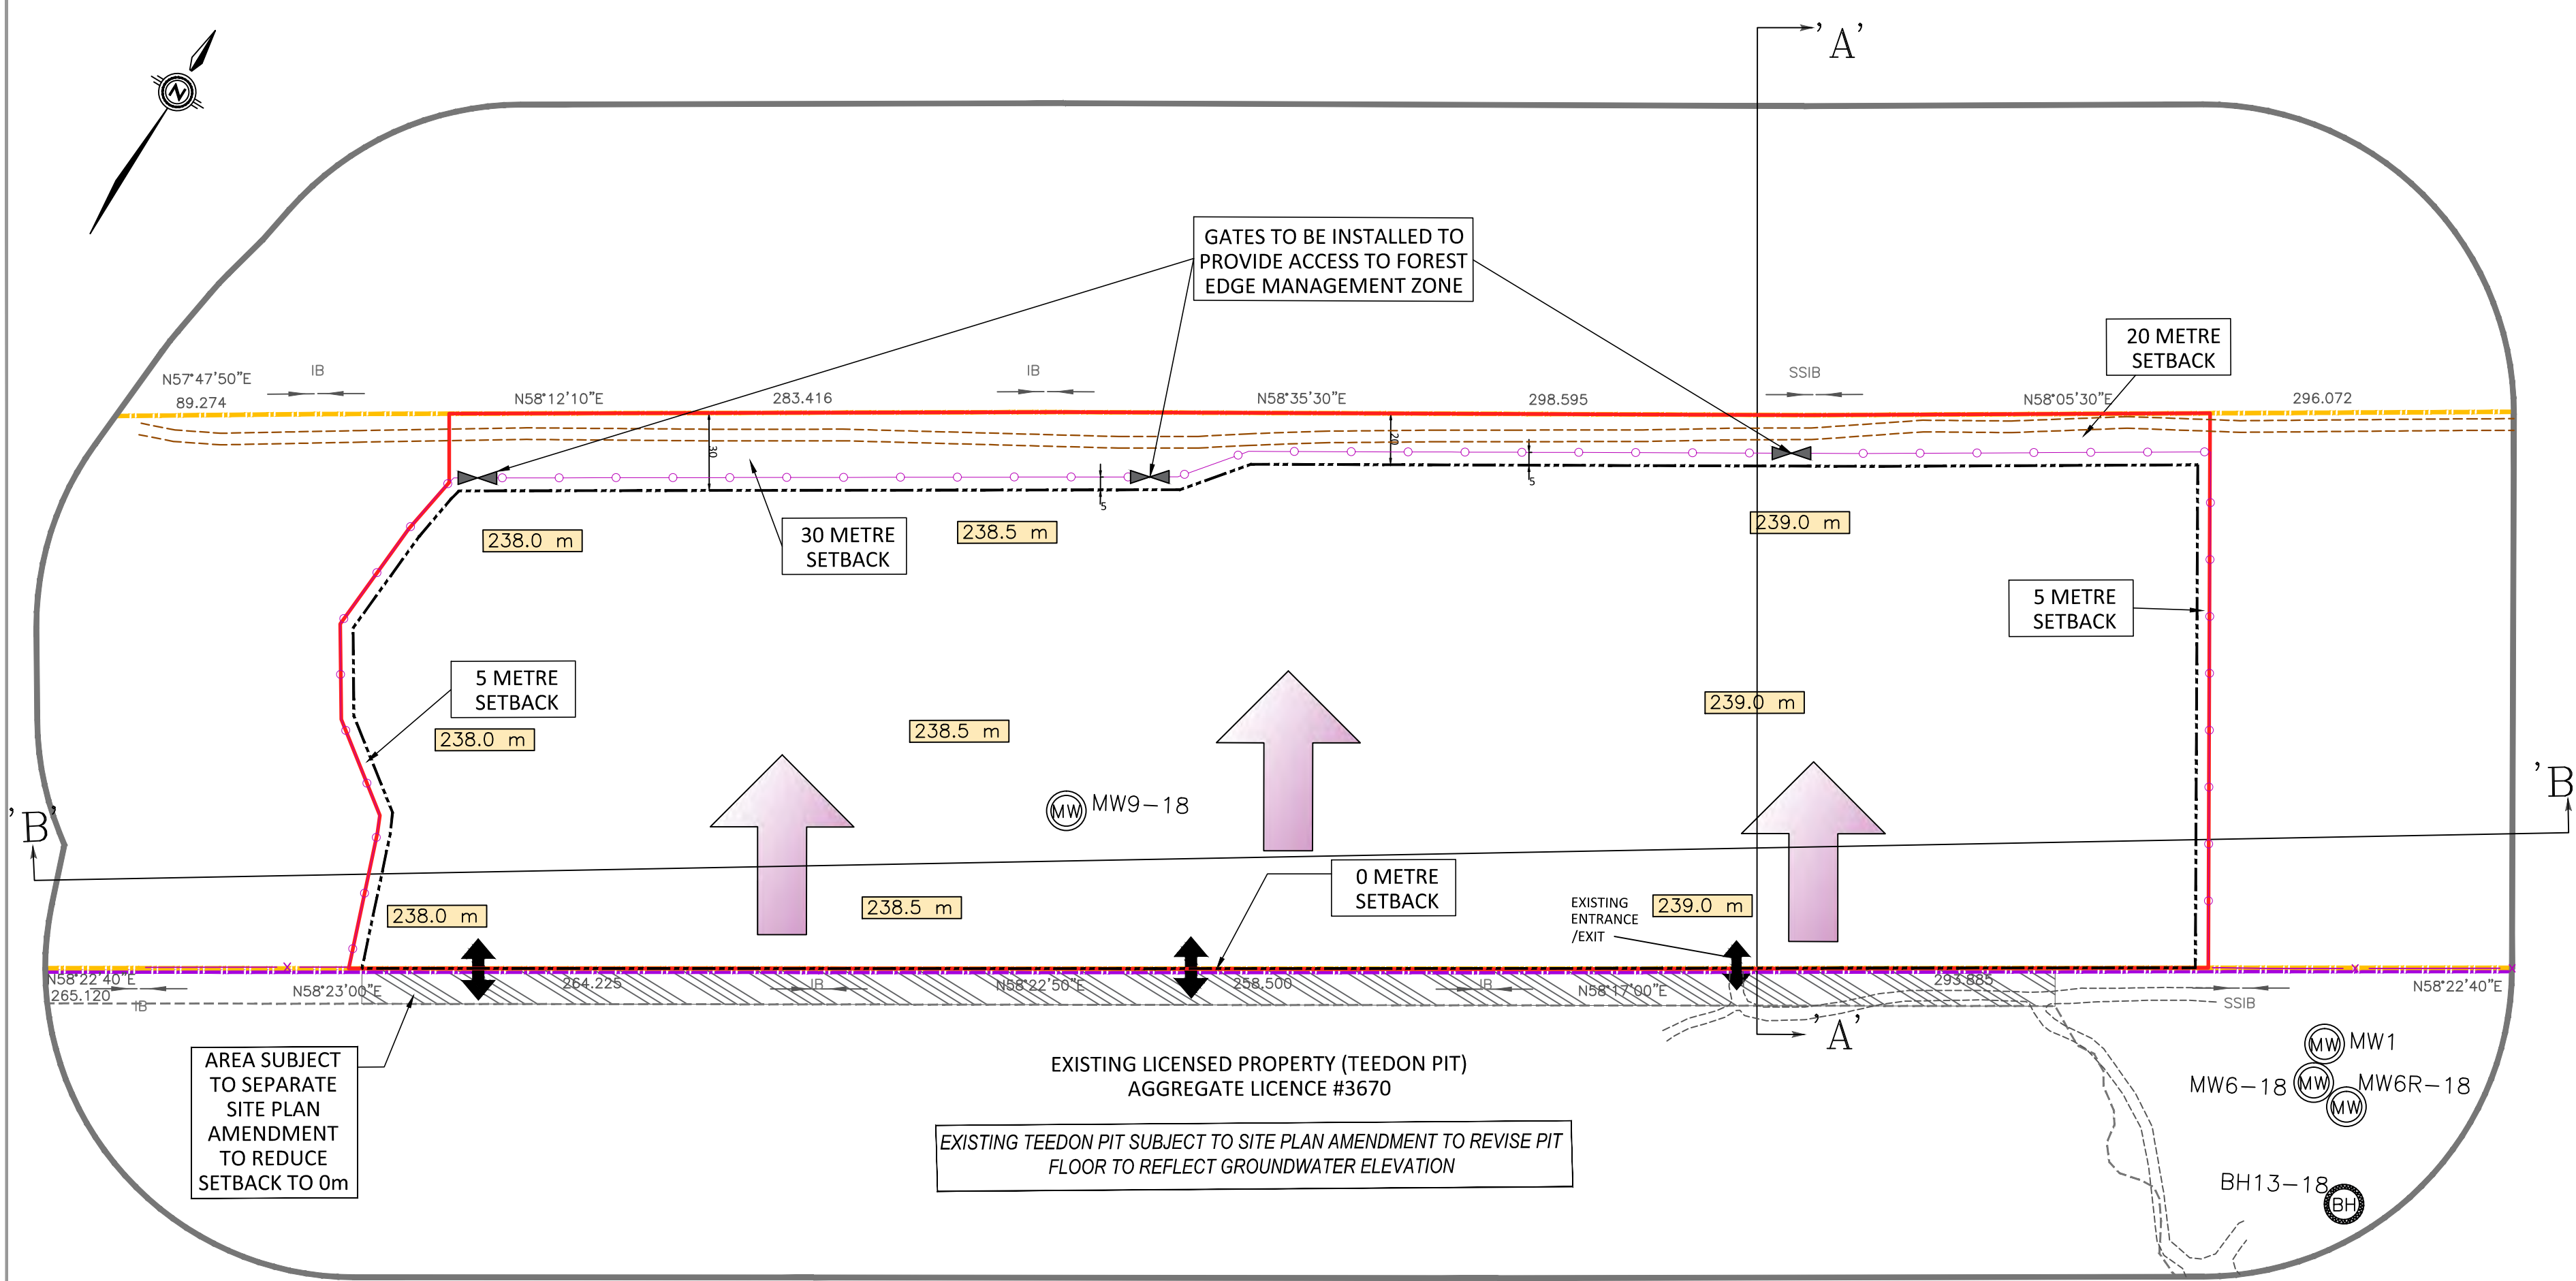 'A'
N
GATES TO BE INSTALLED TO
PROVIDE ACCESS TO FOREST
EDGE MANAGEMENT ZONE
20 METRE
SETBACK
N57°47'50"E
89.274
IB
N58°12'10"E
283.416
IB
N58°35'30"E
298.595
SSIB
N58°05'30"E
296.072
30
20
5
5
238.0 m
30 METRE
SETBACK
238.5 m
239.0 m
5 METRE
SETBACK
5 METRE
SETBACK
238.0 m
238.5 m
239.0 m
MW MW9-18
'B'
'B
0 METRE
SETBACK
238.0 m
238.5 m
EXISTING
ENTRANCE
/EXIT
239.0 m
N58°22'40"E
265.120
IB
N58°23'00"E
264.225
IB
N58°22'50"E
258.500
IB
N58°17'00"E
293.885
SSIB
N58°22'40"E
'A'
AREA SUBJECT
TO SEPARATE
SITE PLAN
AMENDMENT
TO REDUCE
SETBACK TO 0m
EXISTING LICENSED PROPERTY (TEEDON PIT)
AGGREGATE LICENCE #3670
EXISTING TEEDON PIT SUBJECT TO SITE PLAN AMENDMENT TO REVISE PIT
FLOOR TO REFLECT GROUNDWATER ELEVATION
MW MW1
MW6-18 MW
MW MW6R-18
BH13-18
BH